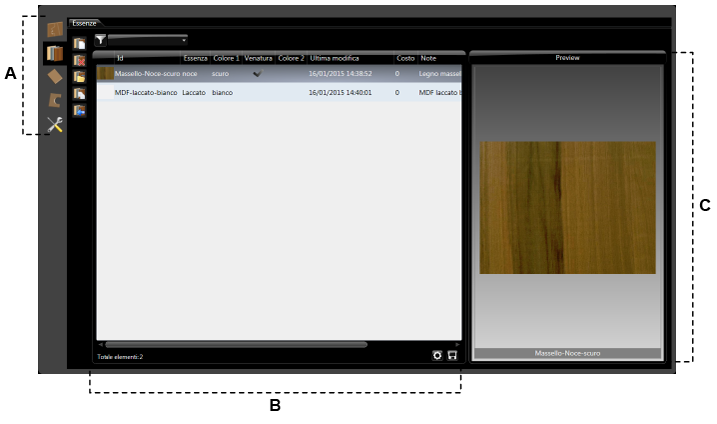 Essenze
Id Essenza Colore 1 Venatura Colore 2 Ultima modifica Costo Note
Massello-Noce-scuro noce scuro 16/01/2015 14:38:52 0 Legno massel
MDF-laccato-bianco Laccato bianco 16/01/2015 14:40:01 0 MDF laccato b
Totale elementi:2
Preview
Massello-Noce-scuro
A
B
C